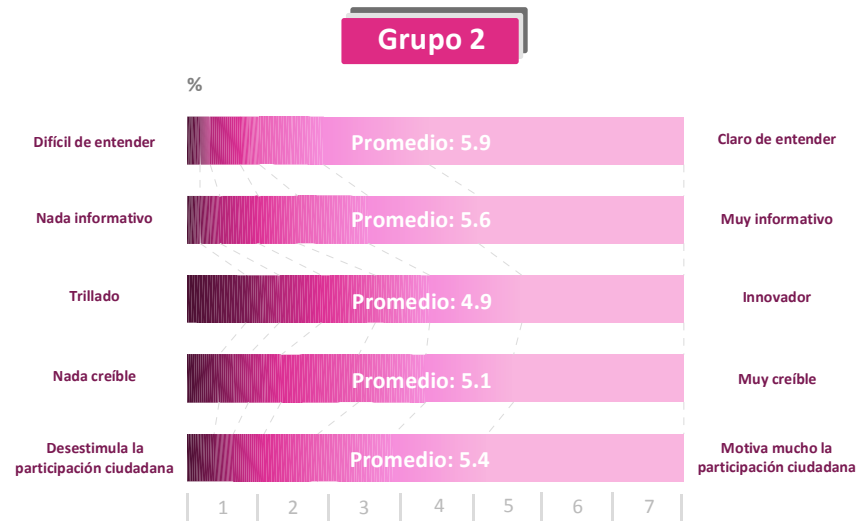 Grupo 2
%
Difícil de entender
Promedio: 5.9
Claro de entender
Nada informativo
Promedio: 5.6
Muy informativo
Trillado
Promedio: 4.9
Innovador
Nada creíble
Promedio: 5.1
Muy creíble
Desestimula la
participación ciudadana
Promedio: 5.4
Motiva mucho la
participación ciudadana
1 2 3 4 5 6 7